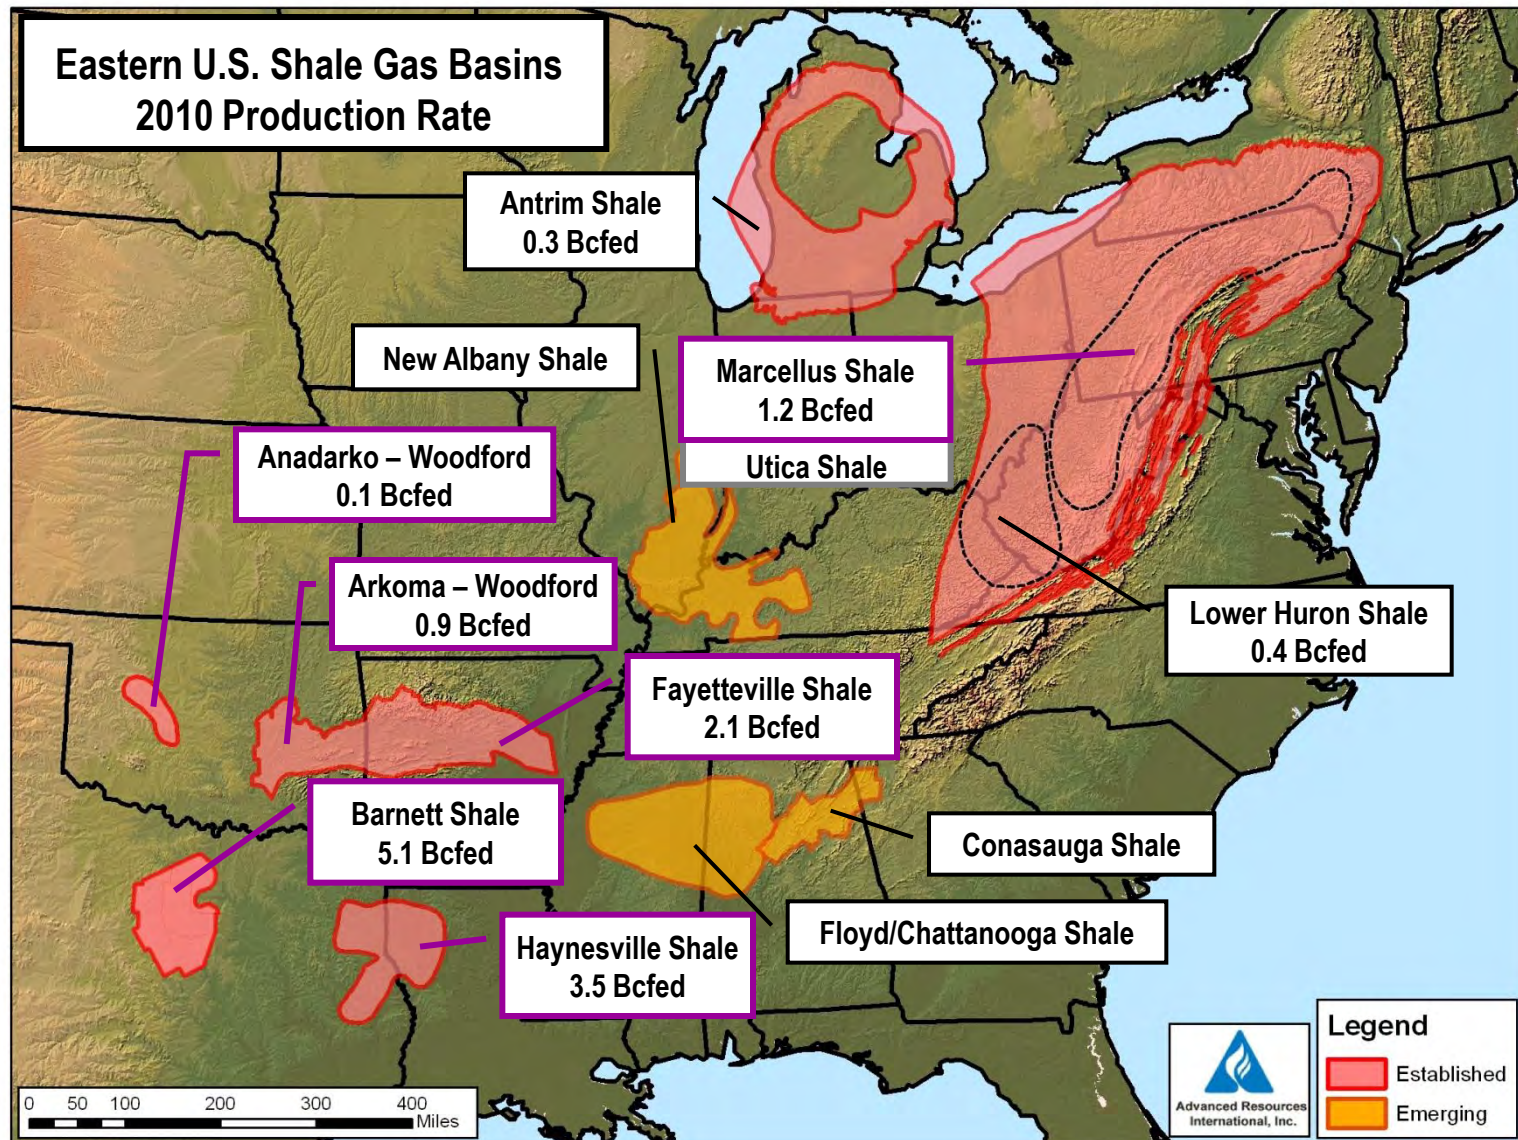 Eastern U.S. Shale Gas Basins
2010 Production Rate
Antrim Shale
0.3 Bcfed
New Albany Shale
Marcellus Shale
1.2 Bcfed
Utica Shale
Anadarko – Woodford
0.1 Bcfed
Arkoma – Woodford
0.9 Bcfed
Lower Huron Shale
0.4 Bcfed
Fayetteville Shale
2.1 Bcfed
Barnett Shale
5.1 Bcfed
Conasauga Shale
Floyd/Chattanooga Shale
Haynesville Shale
3.5 Bcfed
Legend
Established
Emerging
Advanced Resources
International, Inc.
0 50 100 200 300 400
Miles